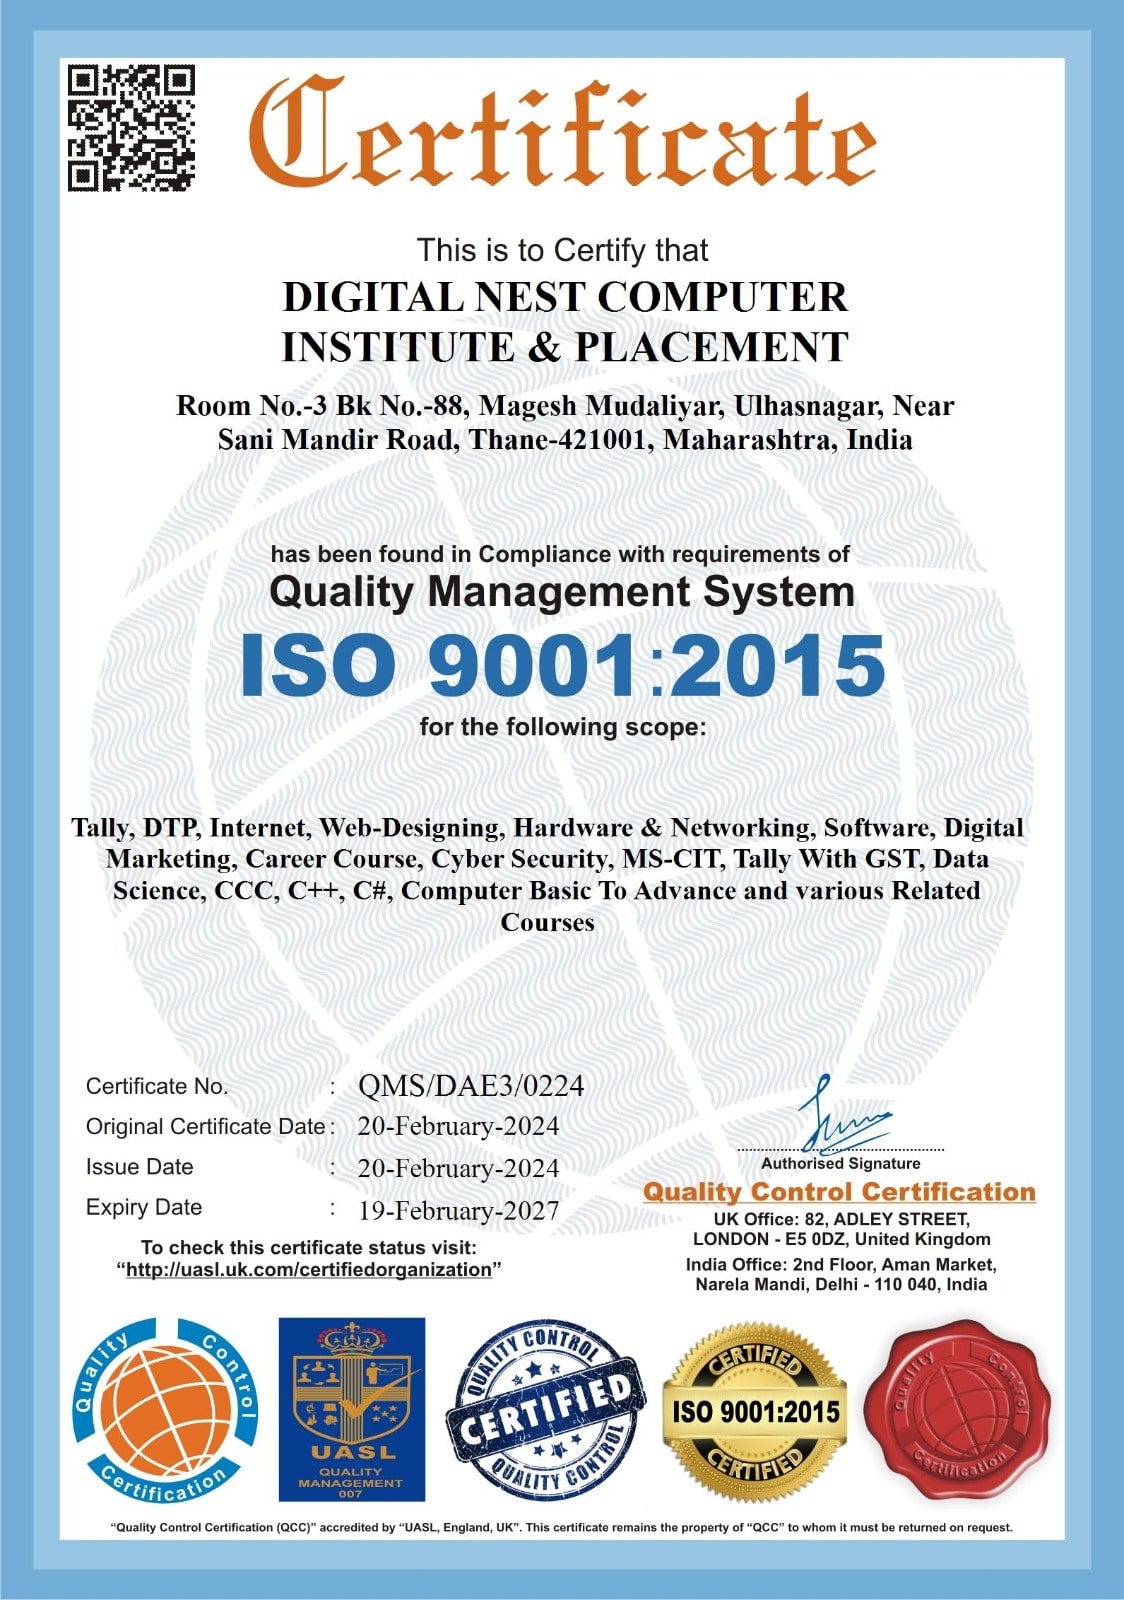 Certificate
This is to Certify that
DIGITAL NEST COMPUTER
INSTITUTE & PLACEMENT
Room No.-3 Bk No.-88, Magesh Mudaliyar, Ulhasnagar, Near
Sani Mandir Road, Thane-421001, Maharashtra, India
has been found in Compliance with requirements of
Quality Management System
ISO 9001:2015
for the following scope:
Tally, DTP, Internet, Web-Designing, Hardware & Networking, Software, Digital
Marketing, Career Course, Cyber Security, MS-CIT, Tally With GST, Data
Science, CCC, C++, C#, Computer Basic To Advance and various Related
Courses
Certificate No. : QMS/DAE3/0224
Original Certificate Date : 20-February-2024
Issue Date : 20-February-2024
Expiry Date : 19-February-2027
To check this certificate status visit:
“http://uasl.uk.com/certifiedorganization”
Authorised Signature
Quality Control Certification
UK Office: 82, ADLEY STREET,
LONDON - E5 0DZ, United Kingdom
India Office: 2nd Floor, Aman Market,
Narela Mandi, Delhi - 110 040, India
Quality Control
Certification
UASL
QUALITY
MANAGEMENT
007
QUALITY CONTROL
CERTIFIED
QUALITY CONTROL
CERTIFIED
ISO 9001:2015
CERTIFIED
Quality Control
Certification
“Quality Control Certification (QCC)” accredited by “UASL, England, UK”. This certificate remains the property of “QCC” to whom it must be returned on request.